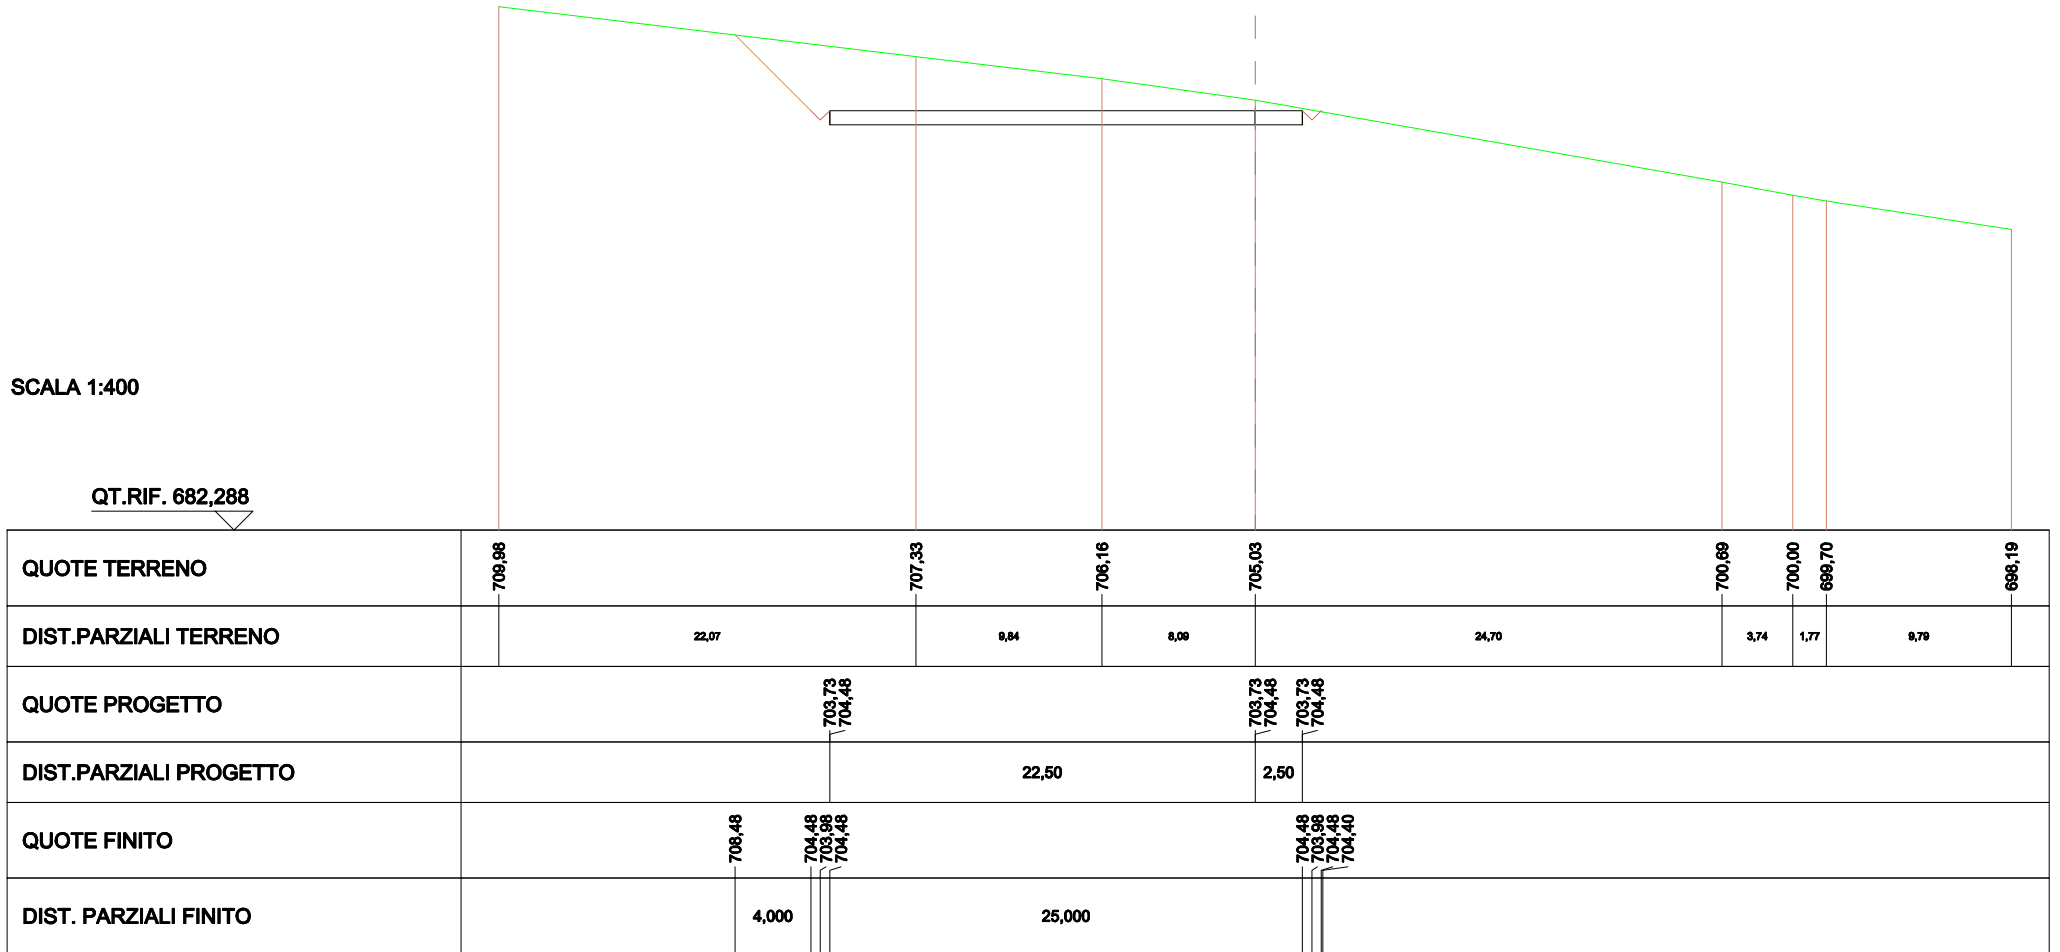 SCALA 1:400
QT.RIF. 682,288
QUOTE TERRENO 709,98 707,33 706,16 705,03 700,69 700,00 699,70 698,19
DIST.PARZIALI TERRENO 22,07 9,84 8,09 24,70 3,74 1,77 9,79
QUOTE PROGETTO 703,73 704,48 703,73 704,48 703,73 704,48
DIST.PARZIALI PROGETTO 22,50 2,50
QUOTE FINITO 708,48 704,48 703,98 704,48 704,48 703,98 704,48 704,40
DIST. PARZIALI FINITO 4,000 25,000